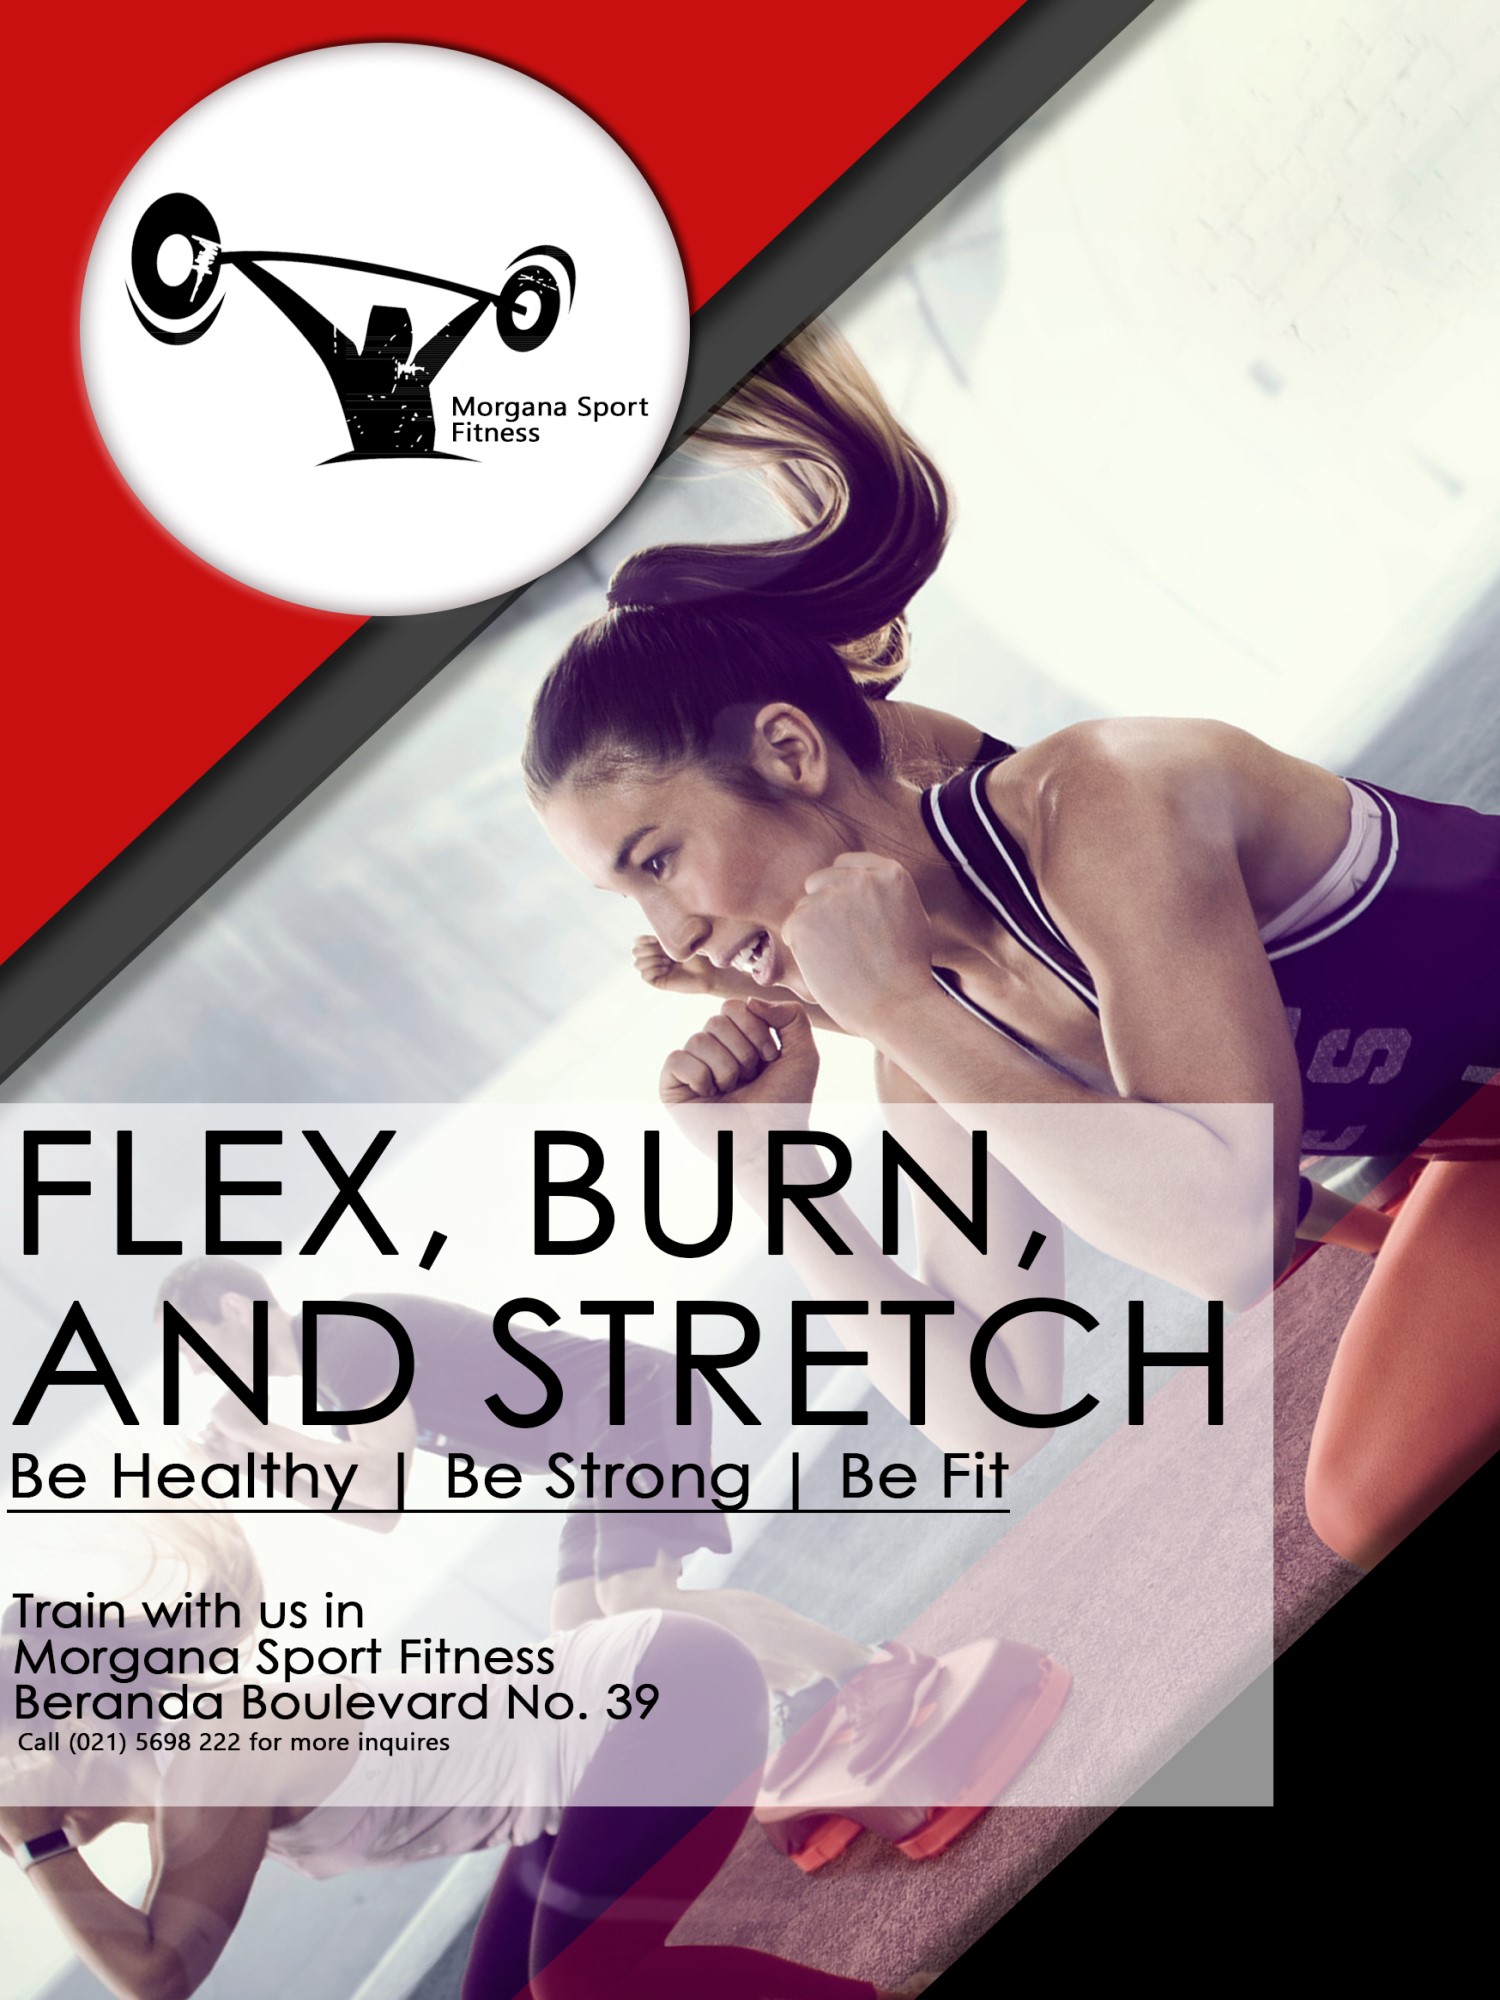 Morgana Sport
Fitness
FLEX, BURN,
AND STRETCH
Be Healthy | Be Strong | Be Fit
Train with us in
Morgana Sport Fitness
Beranda Boulevard No. 39
Call (021) 5698 222 for more inquires